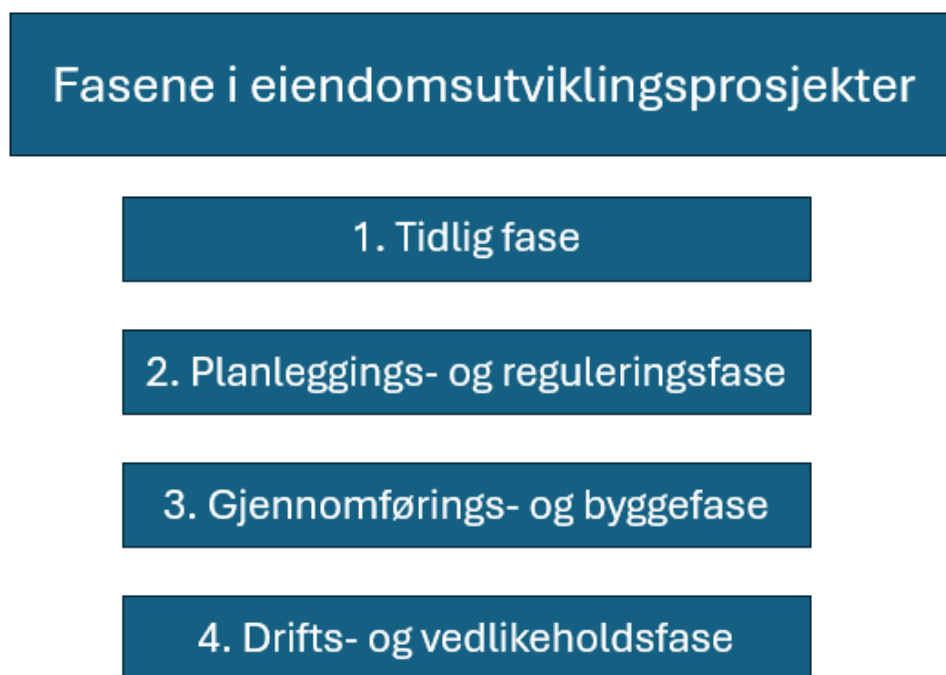 Fasene i eiendomsutviklingsprosjekter
1. Tidlig fase
2. Planleggings- og reguleringsfase
3. Gjennomførings- og byggefase
4. Drifts- og vedlikeholdsfase